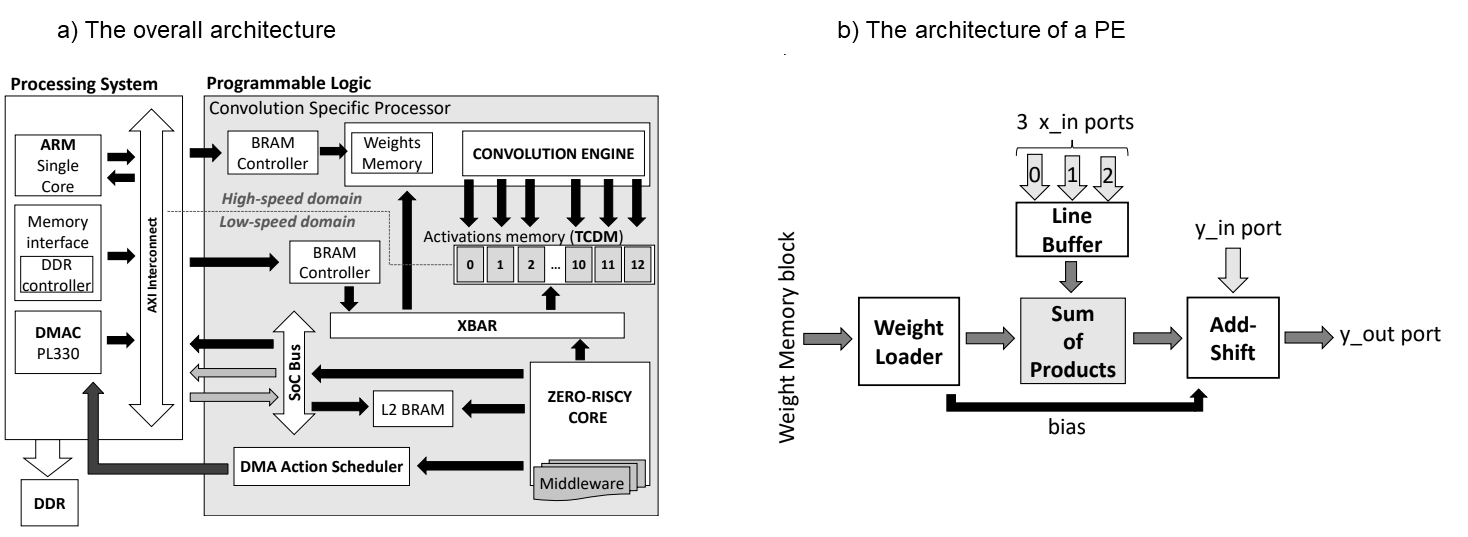 a) The overall architecture
b) The architecture of a PE
Processing System
Programmable Logic
Convolution Specific Processor
ARM
Single
Core
Memory
interface
DDR
controller
DMAC
PL330
AXI Interconnect
DDR
BRAM
Controller
Weights
Memory
CONVOLUTION ENGINE
High-speed domain
Low-speed domain
Activations memory (TCDM)
0 1 2 ... 10 11 12
BRAM
Controller
XBAR
SoC Bus
L2 BRAM
ZERO-RISCY
CORE
Middleware
DMA Action Scheduler
3 x_in ports
0 1 2
Line
Buffer
y_in port
Weight Memory block
Weight
Loader
Sum
of
Products
Add-
Shift
y_out port
bias